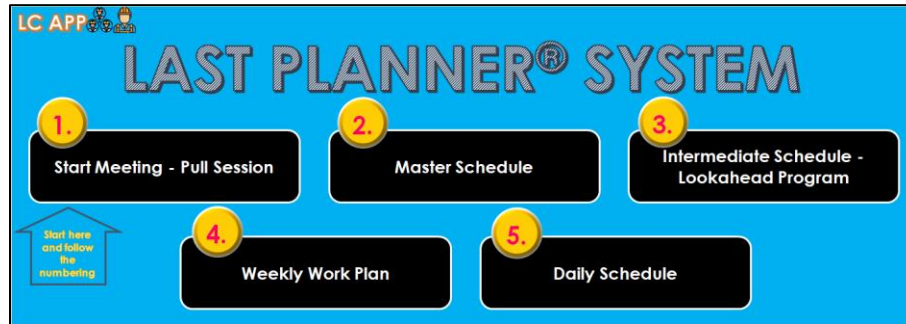 LC APP
LAST PLANNER® SYSTEM
1.
Start Meeting - Pull Session
2.
Master Schedule
3.
Intermediate Schedule -
Lookahead Program
Start here
and follow
the
numbering
4.
Weekly Work Plan
5.
Daily Schedule